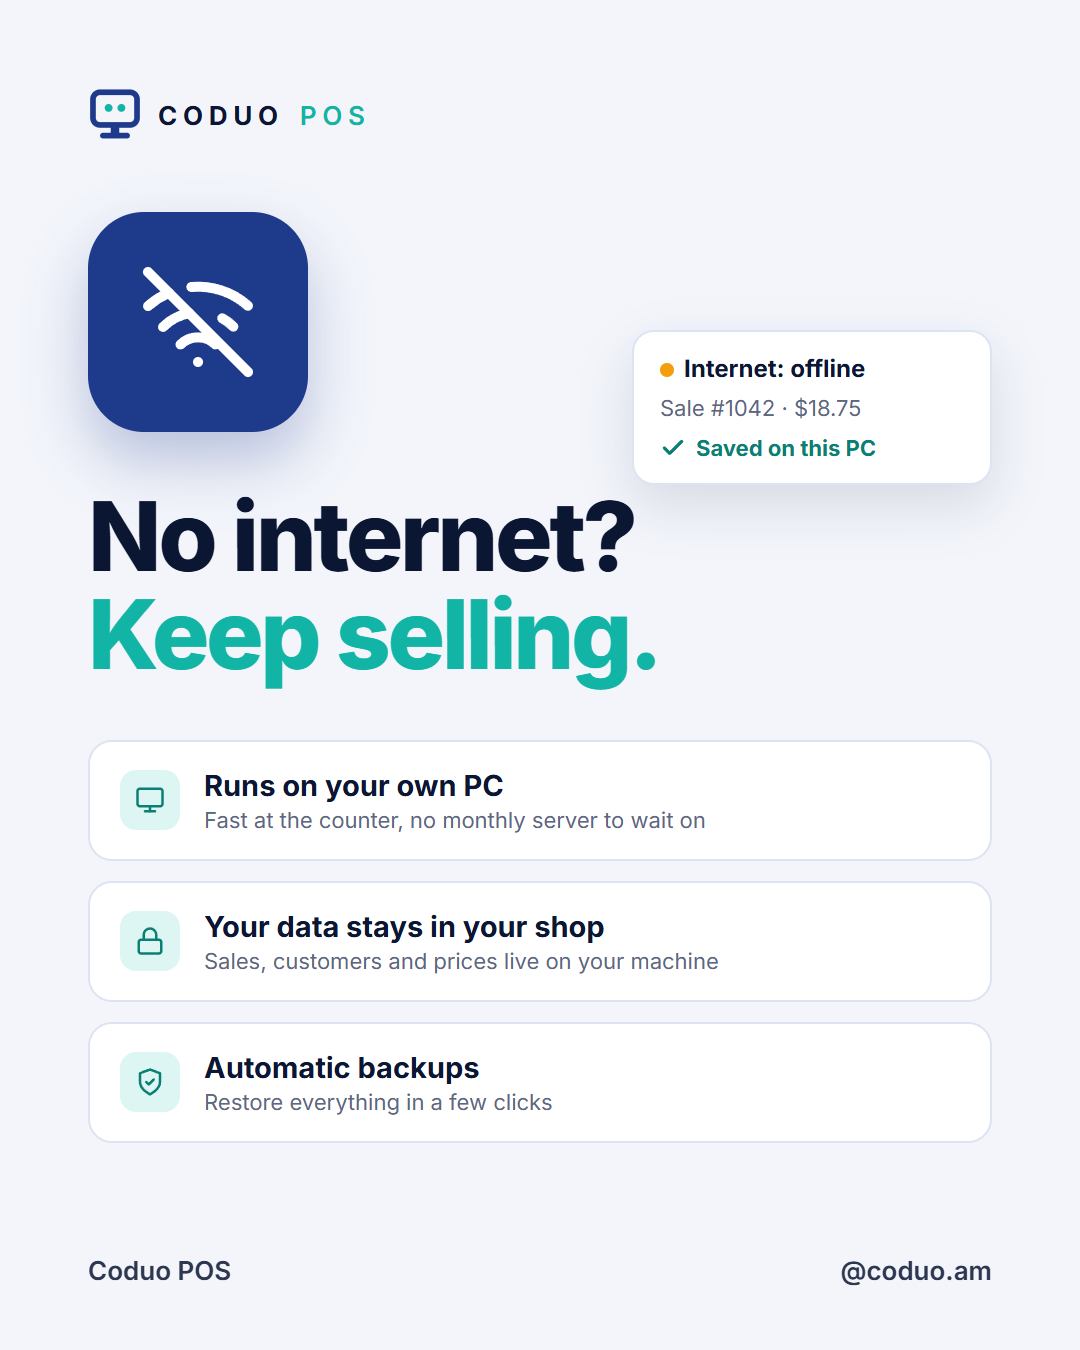 CODUO POS
Internet: offline
Sale #1042 · $18.75
Saved on this PC
No internet?
Keep selling.
Runs on your own PC
Fast at the counter, no monthly server to wait on
Your data stays in your shop
Sales, customers and prices live on your machine
Automatic backups
Restore everything in a few clicks
Coduo POS
@coduo.am